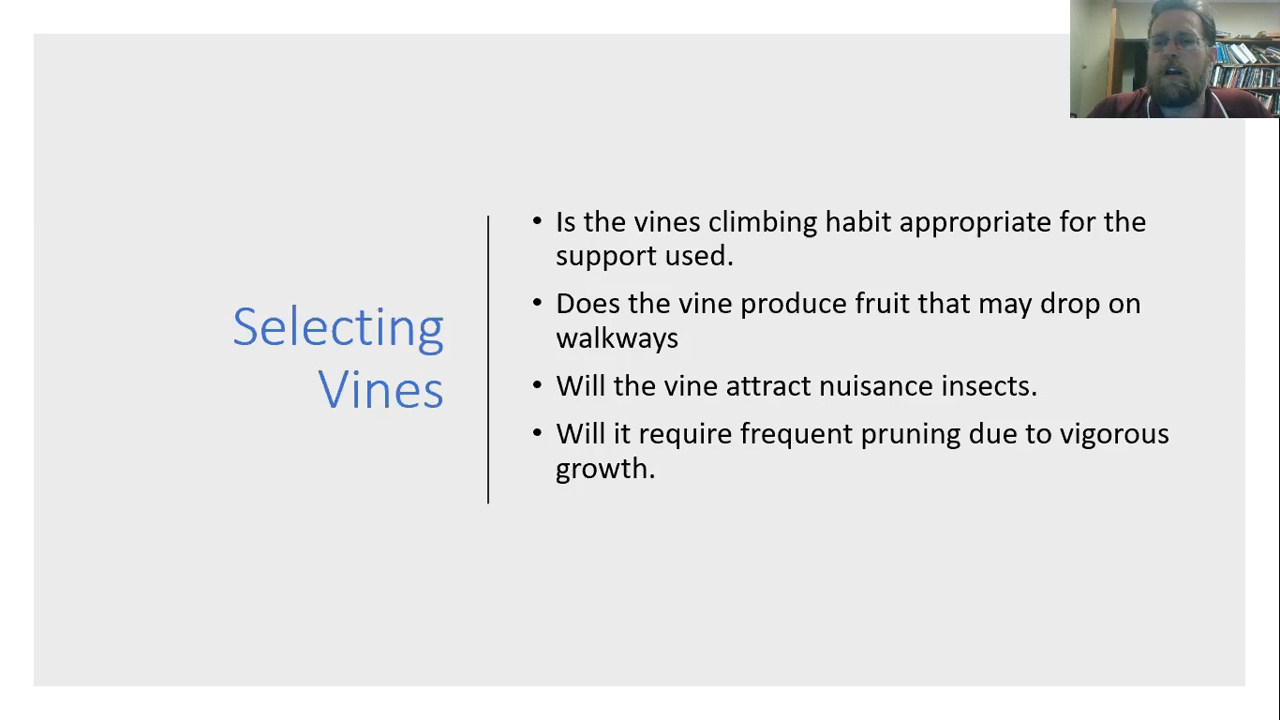 Selecting
Vines
• Is the vines climbing habit appropriate for the
support used.
• Does the vine produce fruit that may drop on
walkways
• Will the vine attract nuisance insects.
• Will it require frequent pruning due to vigorous
growth.